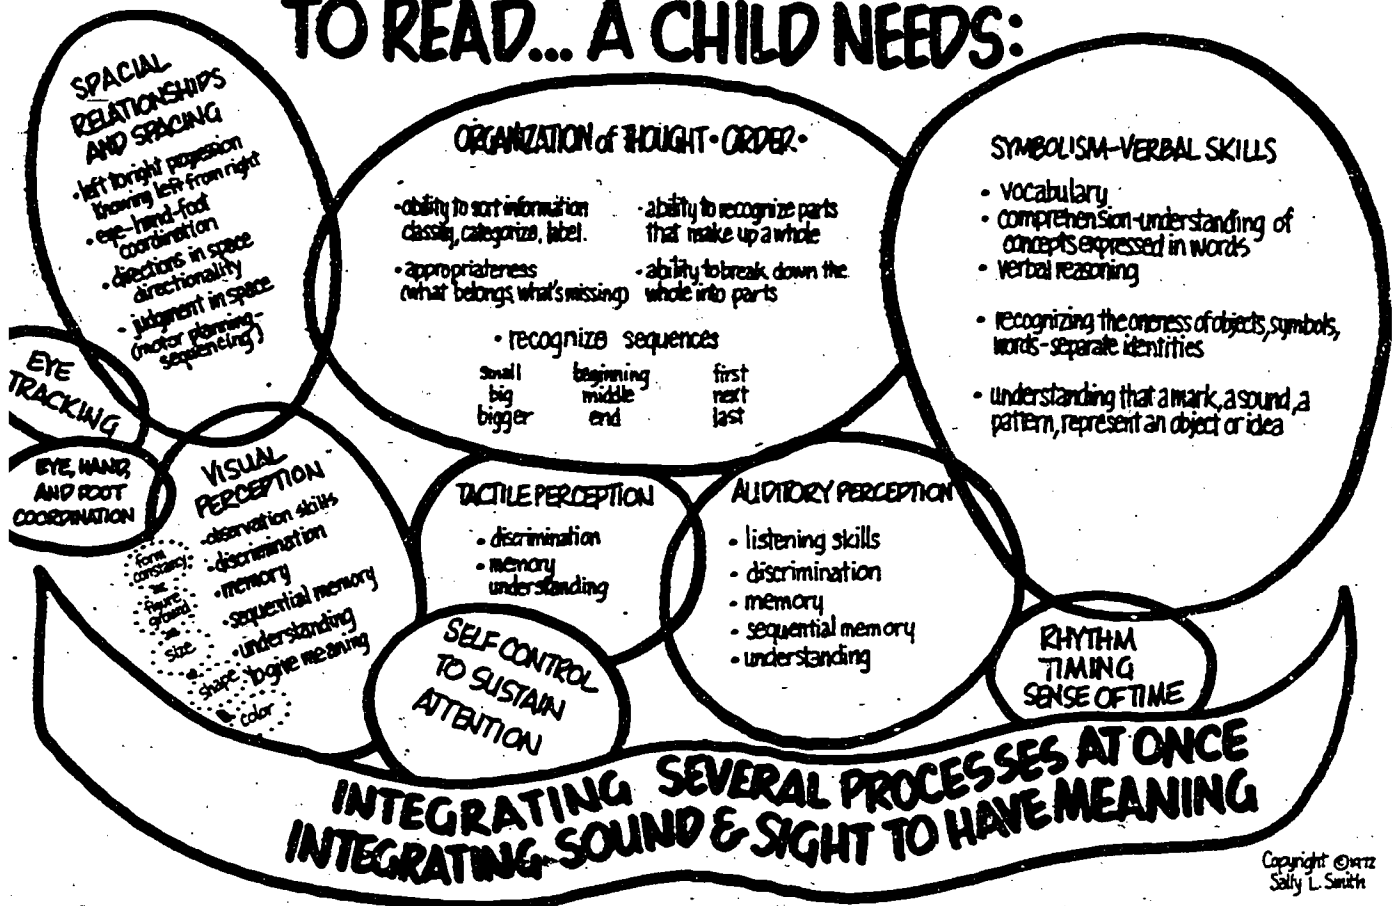 TO READ... A CHILD NEEDS:
SPACIAL
RELATIONSHIPS
AND SPACING
• left to right progression
knowing left from right
• eye-hand-foot
coordination
• directions in space
directionality
• judgment in space
(motor planning-
sequencing)
EYE
TRACKING
EYE, HAND,
AND FOOT
COORDINATION
ORGANIZATION of THOUGHT • ORDER •
• ability to sort information
classify, categorize, label.
• appropriateness
(what belongs, what's missing)
• ability to recognize parts
that make up a whole
• ability to break down the
whole into parts
• recognize sequences
small beginning first
big middle next
bigger end last
SYMBOLISM-VERBAL SKILLS
• vocabulary
• comprehension-understanding of
concepts expressed in words
• verbal reasoning
• recognizing the oneness of objects, symbols,
words-separate identities
• understanding that a mark, a sound, a
pattern, represent an object or idea
VISUAL
PERCEPTION
• observation skills
• discrimination
• memory
• sequential memory
• understanding
to give meaning
form
constancy
figure
ground
size
shape
color
TACTILE PERCEPTION
• discrimination
• memory
understanding
SELF CONTROL
TO SUSTAIN
ATTENTION
AUDITORY PERCEPTION
• listening skills
• discrimination
• memory
• sequential memory
• understanding
RHYTHM
TIMING
SENSE OF TIME
INTEGRATING SEVERAL PROCESSES AT ONCE
INTEGRATING SOUND & SIGHT TO HAVE MEANING
Copyright ©1972
Sally L. Smith